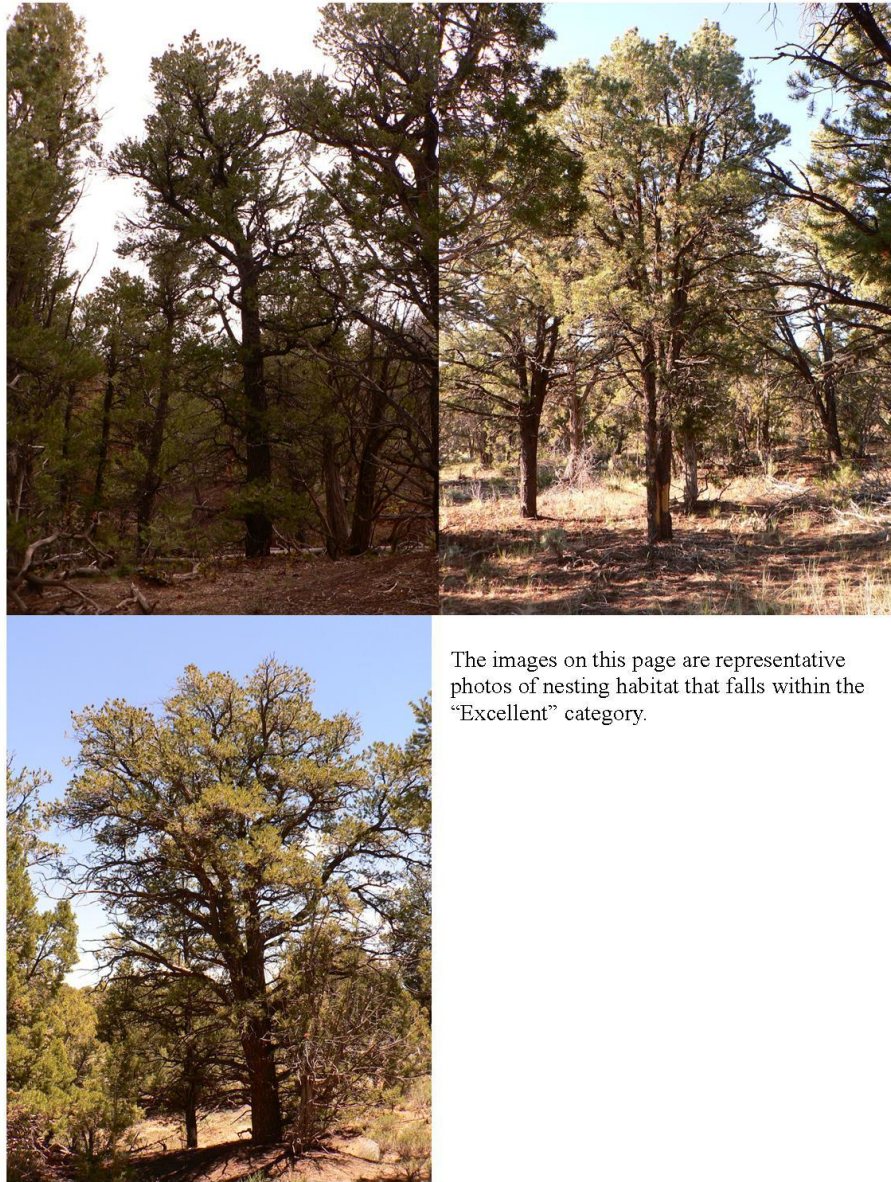 The images on this page are representative
photos of nesting habitat that falls within the
“Excellent” category.